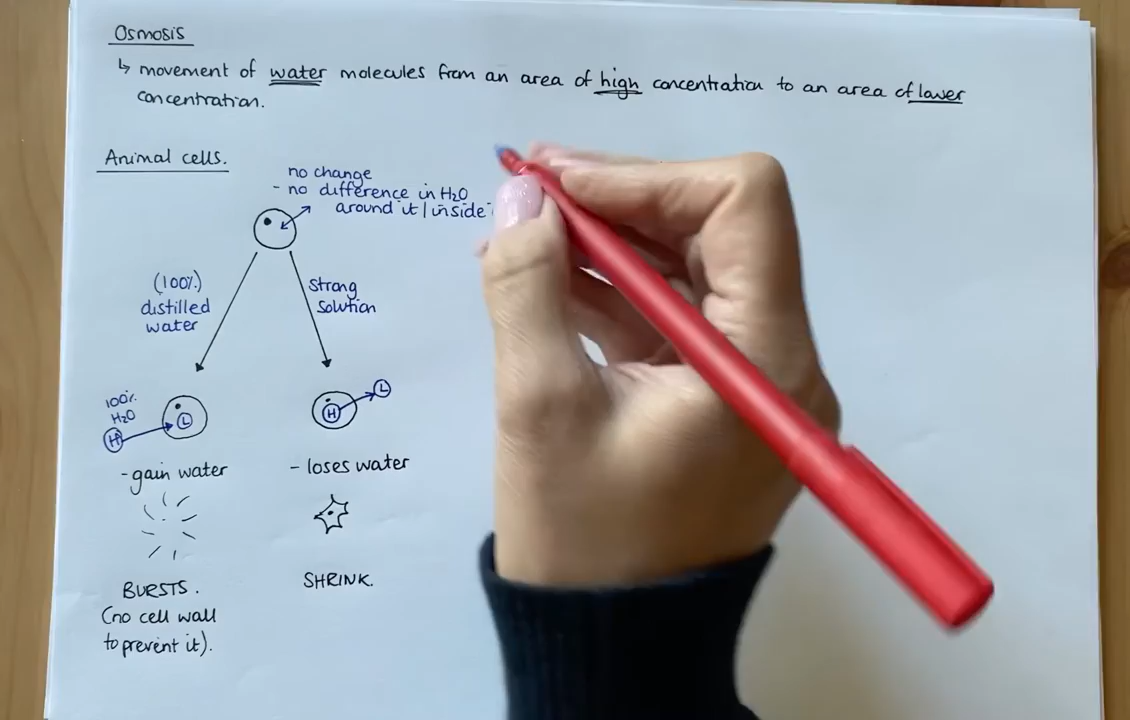 Osmosis
↳ movement of water molecules from an area of high concentration to an area of lower
concentration.
Animal cells.
no change
- no difference in H₂O
around it / inside
(100%)
distilled
water
Strong
solution
100%
H₂O
H
L
H
L
- gain water
- loses water
BURSTS.
(no cell wall
to prevent it).
SHRINK.